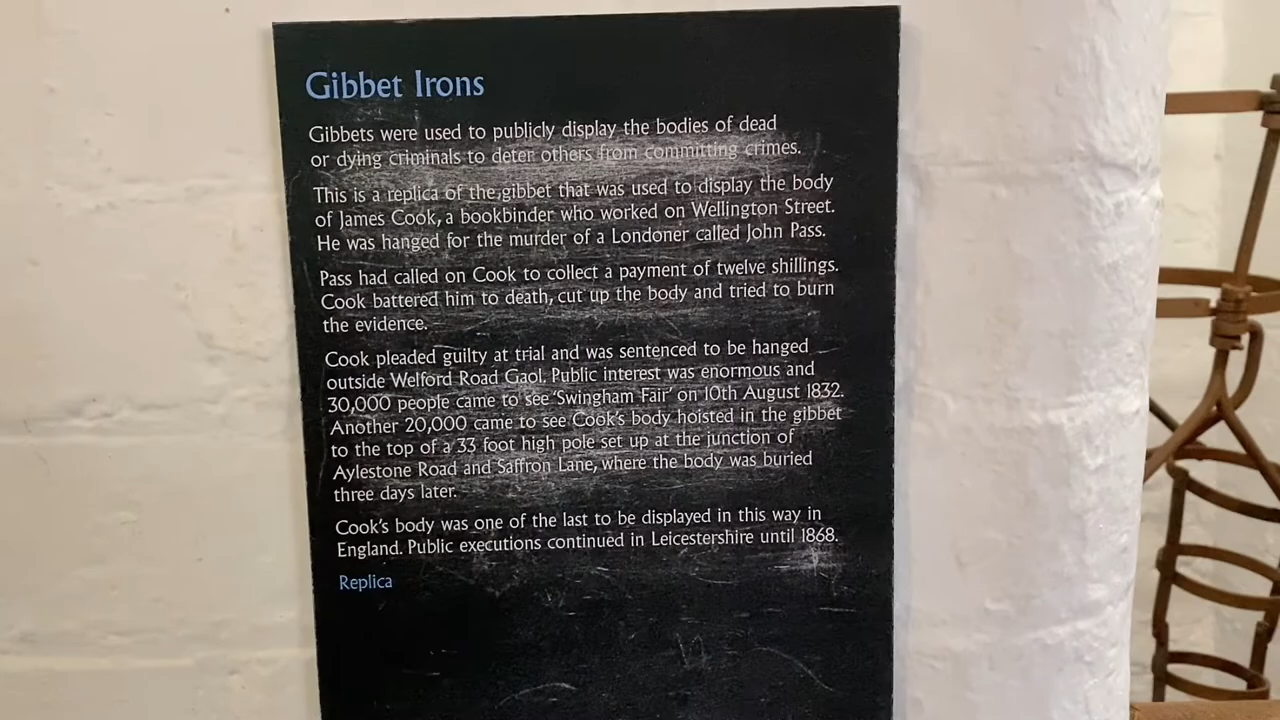 Gibbet Irons
Gibbets were used to publicly display the bodies of dead
or dying criminals to deter others from committing crimes.
This is a replica of the gibbet that was used to display the body
of James Cook, a bookbinder who worked on Wellington Street.
He was hanged for the murder of a Londoner called John Pass.
Pass had called on Cook to collect a payment of twelve shillings.
Cook battered him to death, cut up the body and tried to burn
the evidence.
Cook pleaded guilty at trial and was sentenced to be hanged
outside Welford Road Gaol. Public interest was enormous and
30,000 people came to see ‘Swingham Fair’ on 10th August 1832.
Another 20,000 came to see Cook’s body hoisted in the gibbet
to the top of a 33 foot high pole set up at the junction of
Aylestone Road and Saffron Lane, where the body was buried
three days later.
Cook’s body was one of the last to be displayed in this way in
England. Public executions continued in Leicestershire until 1868.
Replica